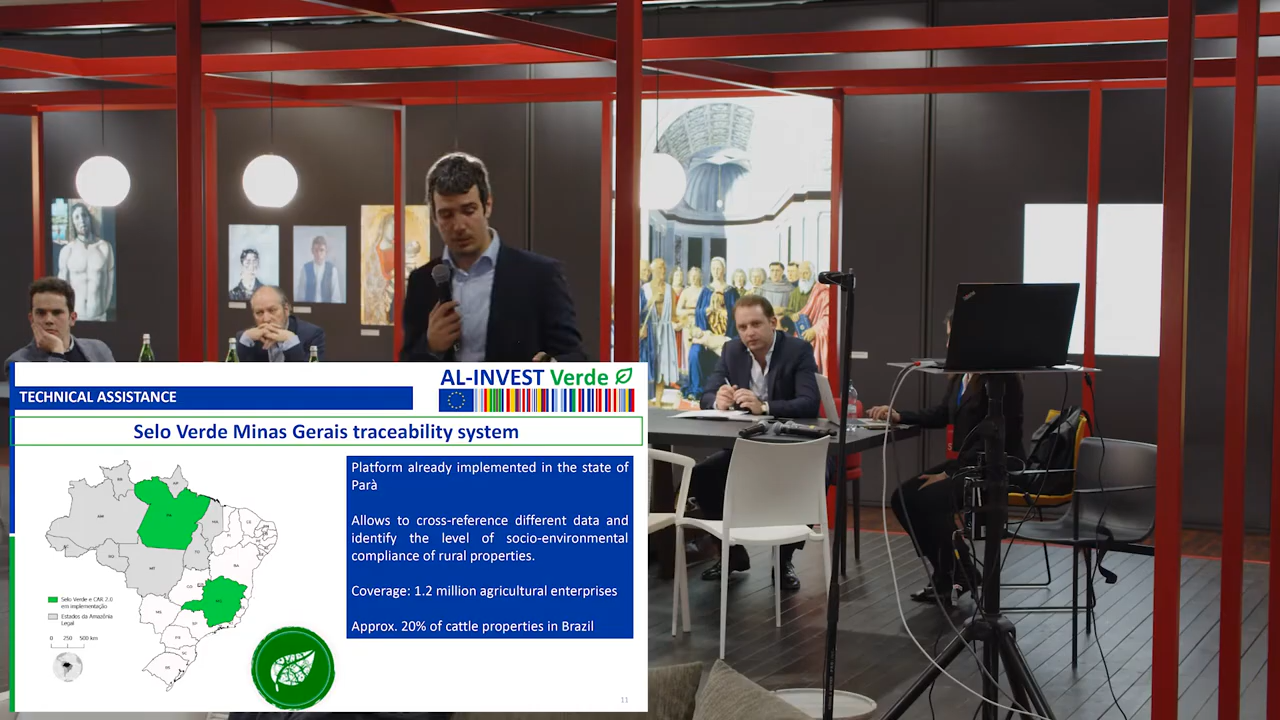 AL-INVEST Verde
TECHNICAL ASSISTANCE
Selo Verde Minas Gerais traceability system
Platform already implemented in the state of
Parà
Allows to cross-reference different data and
identify the level of socio-environmental
compliance of rural properties.
Coverage: 1.2 million agricultural enterprises
Approx. 20% of cattle properties in Brazil
Selo Verde e CAR 2.0
em implementação
Estados da Amazônia
Legal
0 250 500 km
11